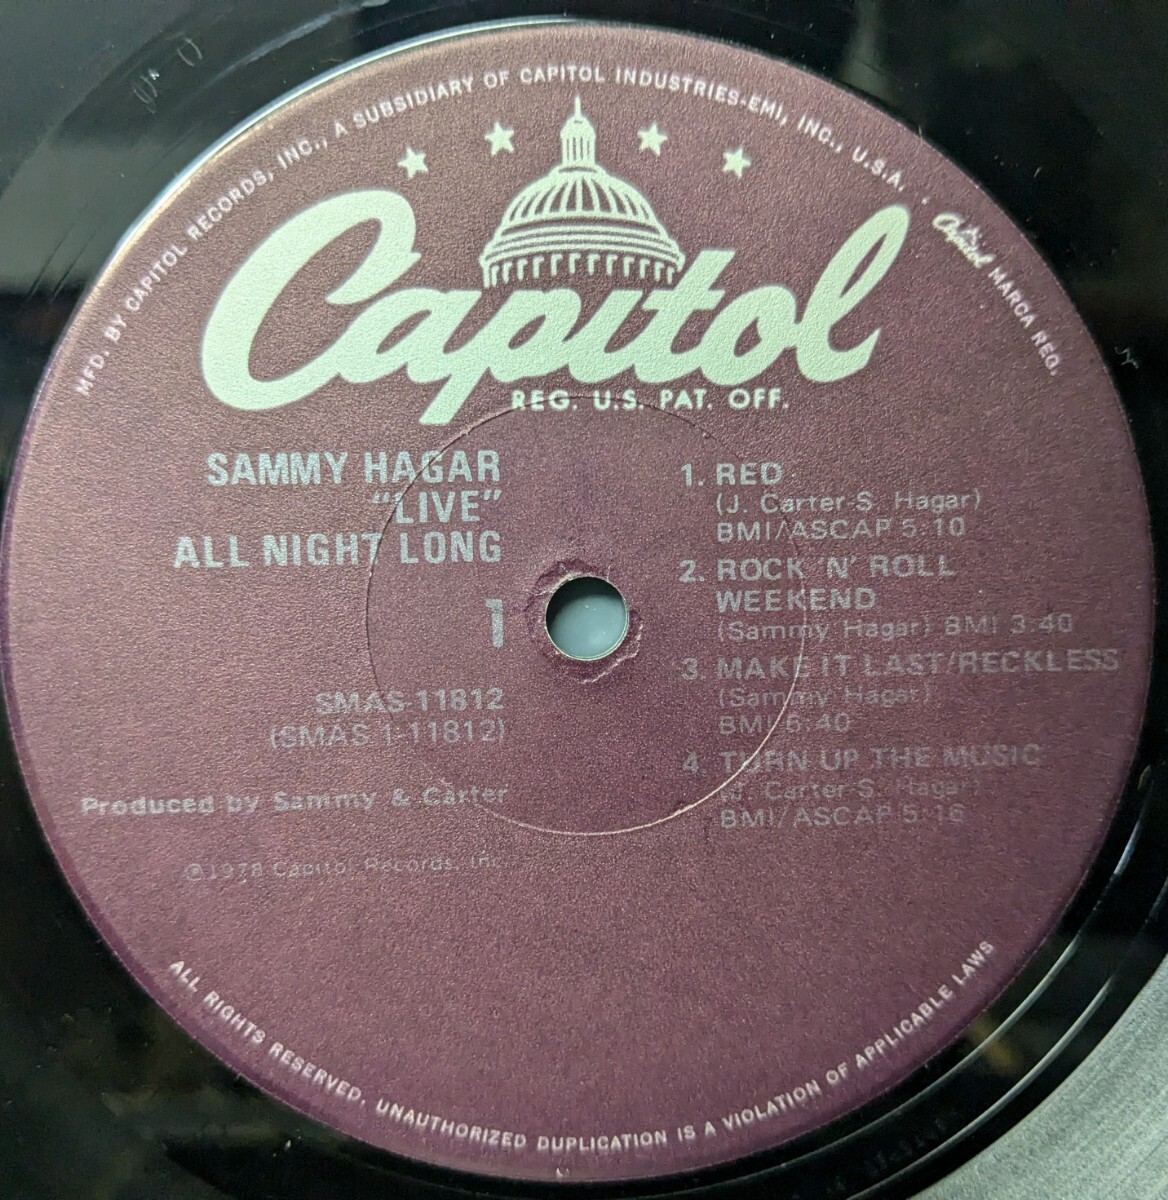 MFD. BY CAPITOL RECORDS, INC., A SUBSIDIARY OF CAPITOL INDUSTRIES-EMI, INC., U.S.A. . Capitol MARCA REG.
Capitol
REG. U.S. PAT. OFF.
SAMMY HAGAR
"LIVE"
ALL NIGHT LONG
1
SMAS-11812
(SMAS 1-11812)
Produced by Sammy & Carter
℗1978 Capitol Records, Inc.
1. RED
(J. Carter-S. Hagar)
BMI/ASCAP 5:10
2. ROCK 'N' ROLL
WEEKEND
(Sammy Hagar) BMI 3:40
3. MAKE IT LAST/RECKLESS
(Sammy Hagar)
BMI 6:40
4. TURN UP THE MUSIC
(J. Carter-S. Hagar)
BMI/ASCAP 5:16
ALL RIGHTS RESERVED. UNAUTHORIZED DUPLICATION IS A VIOLATION OF APPLICABLE LAWS